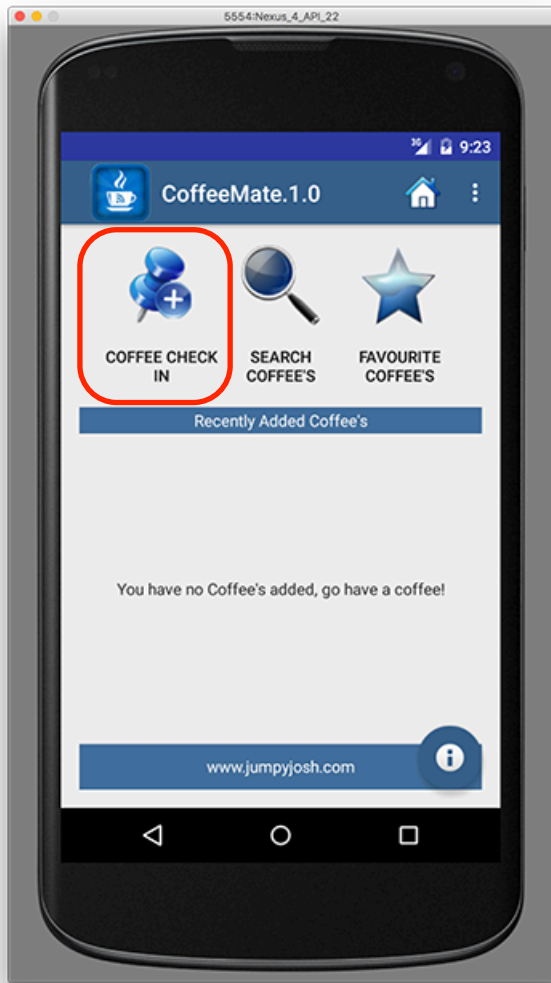 5554:Nexus_4_API_22
3G 9:23
CoffeeMate.1.0
COFFEE CHECK
IN
SEARCH
COFFEE'S
FAVOURITE
COFFEE'S
Recently Added Coffee's
You have no Coffee's added, go have a coffee!
www.jumpyjosh.com